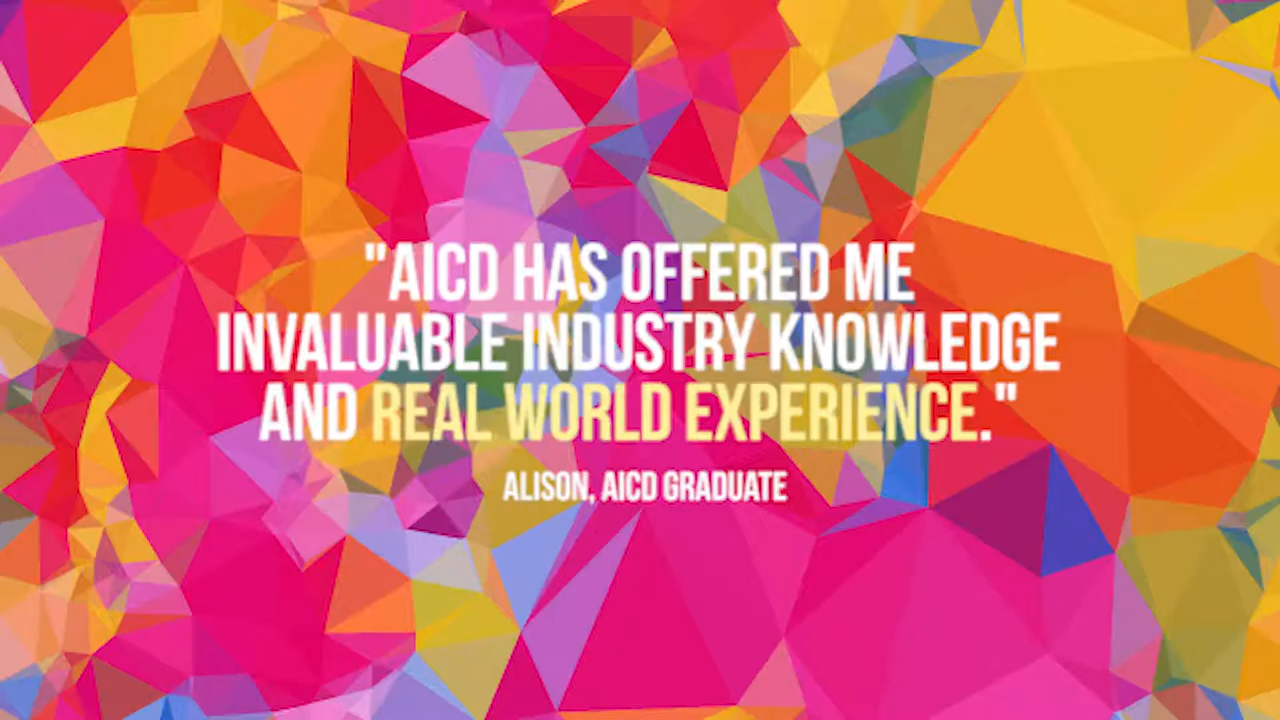 "AICD HAS OFFERED ME
INVALUABLE INDUSTRY KNOWLEDGE
AND REAL WORLD EXPERIENCE."
ALISON, AICD GRADUATE